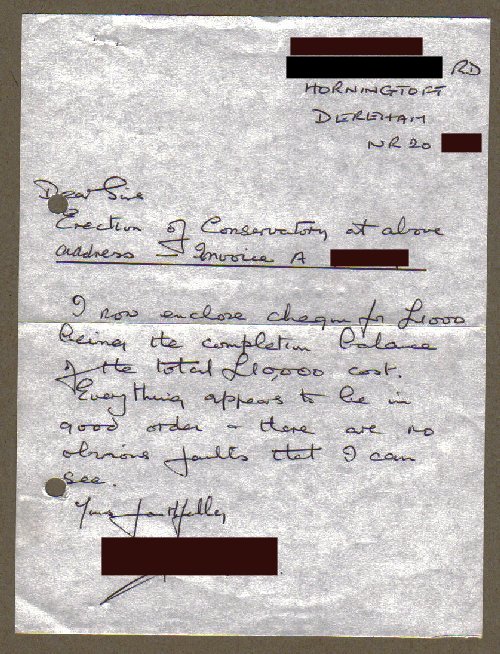 RD
HORNINGTOFT
DEREHAM
NR20
Dear Sirs
Erection of Conservatory at above
address – Invoice A
I now enclose cheque for £1000
being the completion balance
of the total £10,000 cost.
Everything appears to be in
good order – there are no
obvious faults that I can
see.
Yours faithfully